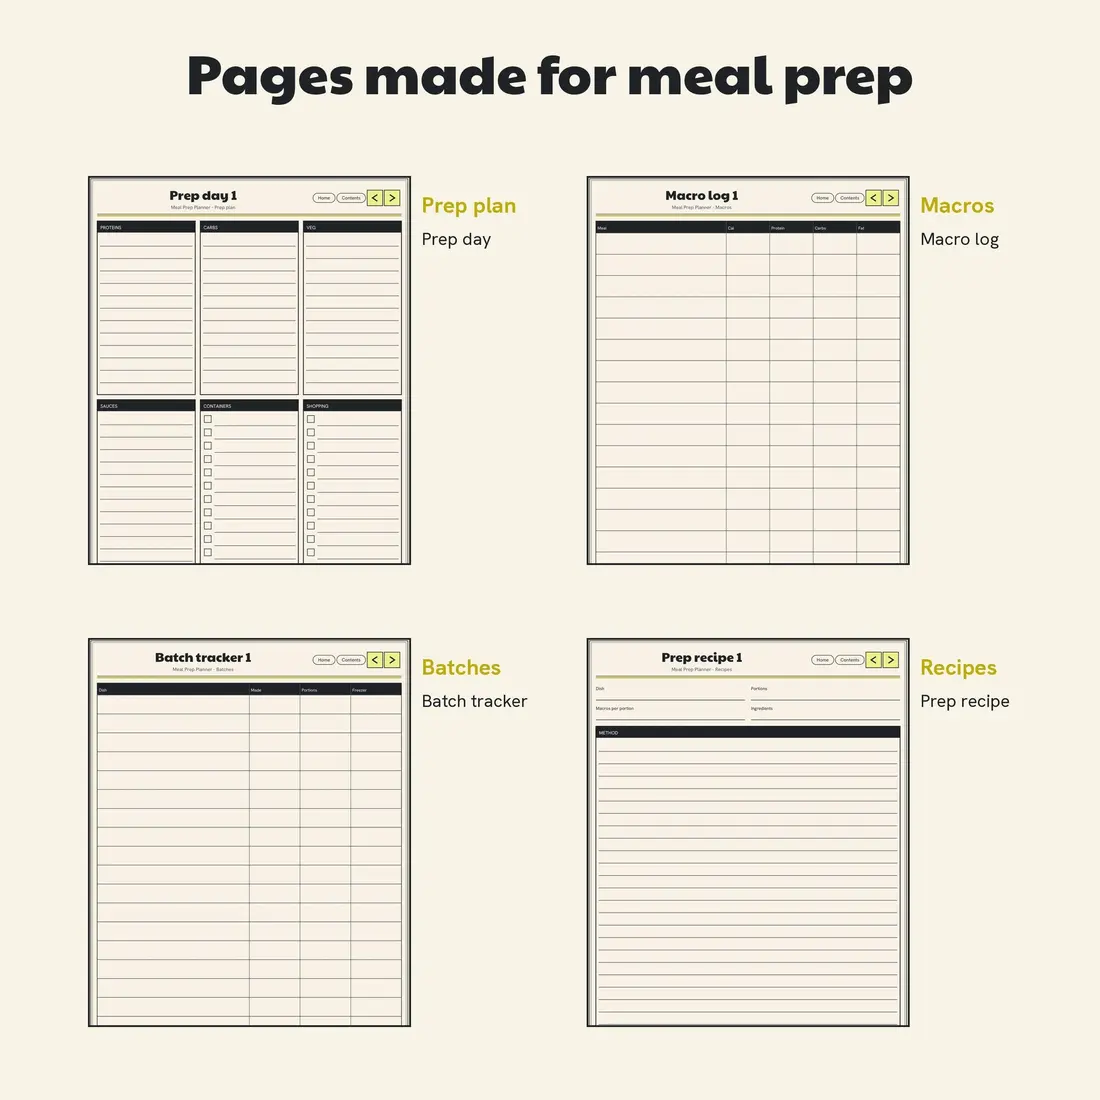 Pages made for meal prep
Prep day 1
Meal Prep Planner · Prep plan
Home
Contents
<
>
PROTEINS
CARBS
VEG
SAUCES
CONTAINERS
SHOPPING
Prep plan
Prep day
Macro log 1
Meal Prep Planner · Macros
Home
Contents
<
>
Meal
Cal
Protein
Carbs
Fat
Macros
Macro log
Batch tracker 1
Meal Prep Planner · Batches
Home
Contents
<
>
Dish
Made
Portions
Freezer
Batches
Batch tracker
Prep recipe 1
Meal Prep Planner · Recipes
Home
Contents
<
>
Dish
Portions
Macros per portion
Ingredients
METHOD
Recipes
Prep recipe